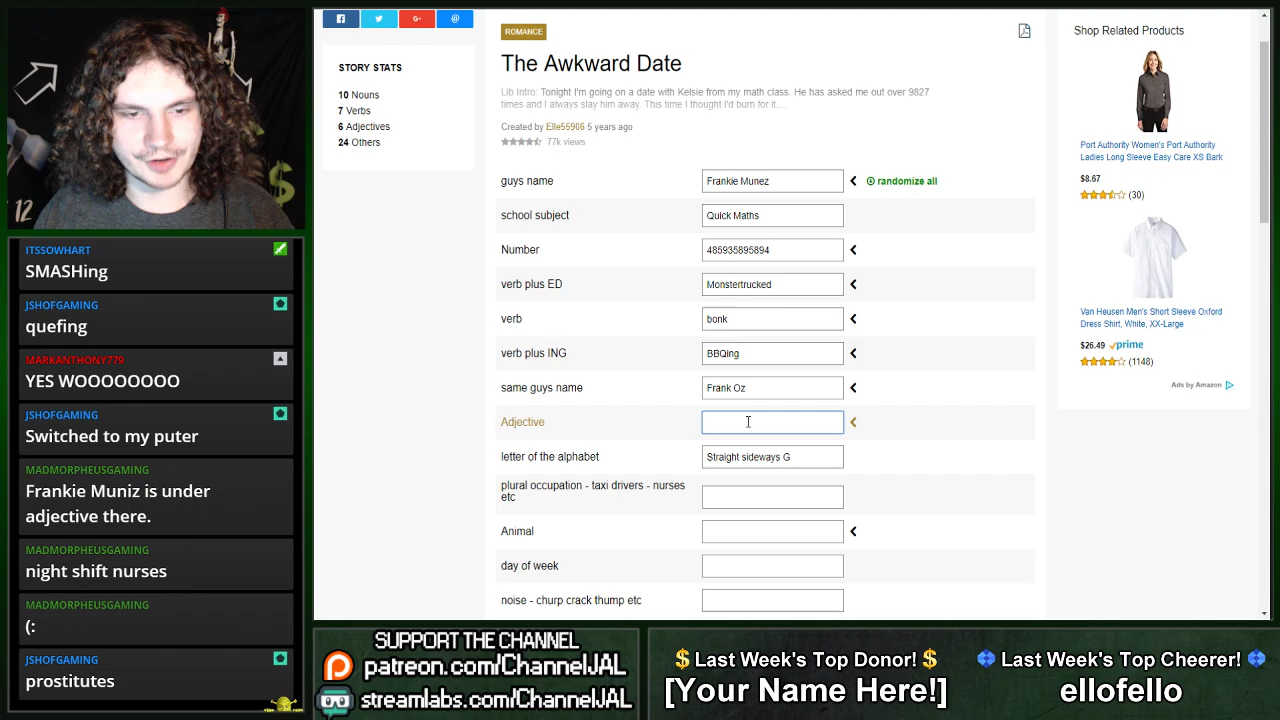 12
ITSSOWHART
SMASHing
JSHOFGAMING
quefing
MARKANTHONY779
YES WOOOOOOOO
JSHOFGAMING
Switched to my puter
MADMORPHEUSGAMING
Frankie Muniz is under
adjective there.
MADMORPHEUSGAMING
night shift nurses
MADMORPHEUSGAMING
(:
JSHOFGAMING
prostitutes
STORY STATS
10 Nouns
7 Verbs
6 Adjectives
24 Others
ROMANCE
The Awkward Date
Lib Intro: Tonight I'm going on a date with Kelsie from my math class. He has asked me out over 9827
times and I always slay him away. This time I thought I'd burn for it,...
Created by Elle55906 5 years ago
77k views
guys name Frankie Munez randomize all
school subject Quick Maths
Number 485935895894
verb plus ED Monstertrucked
verb bonk
verb plus ING BBQing
same guys name Frank Oz
Adjective
letter of the alphabet Straight sideways G
plural occupation - taxi drivers - nurses
etc
Animal
day of week
noise - churp crack thump etc
Shop Related Products
Port Authority Women's Port Authority
Ladies Long Sleeve Easy Care XS Bark
$8.67
(30)
Van Heusen Men's Short Sleeve Oxford
Dress Shirt, White, XX-Large
$26.49 prime
(1148)
Ads by Amazon
SUPPORT THE CHANNEL
patreon.com/ChannelJAL
streamlabs.com/ChannelJAL
$ Last Week's Top Donor! $
[Your Name Here!]
Last Week's Top Cheerer!
ellofello